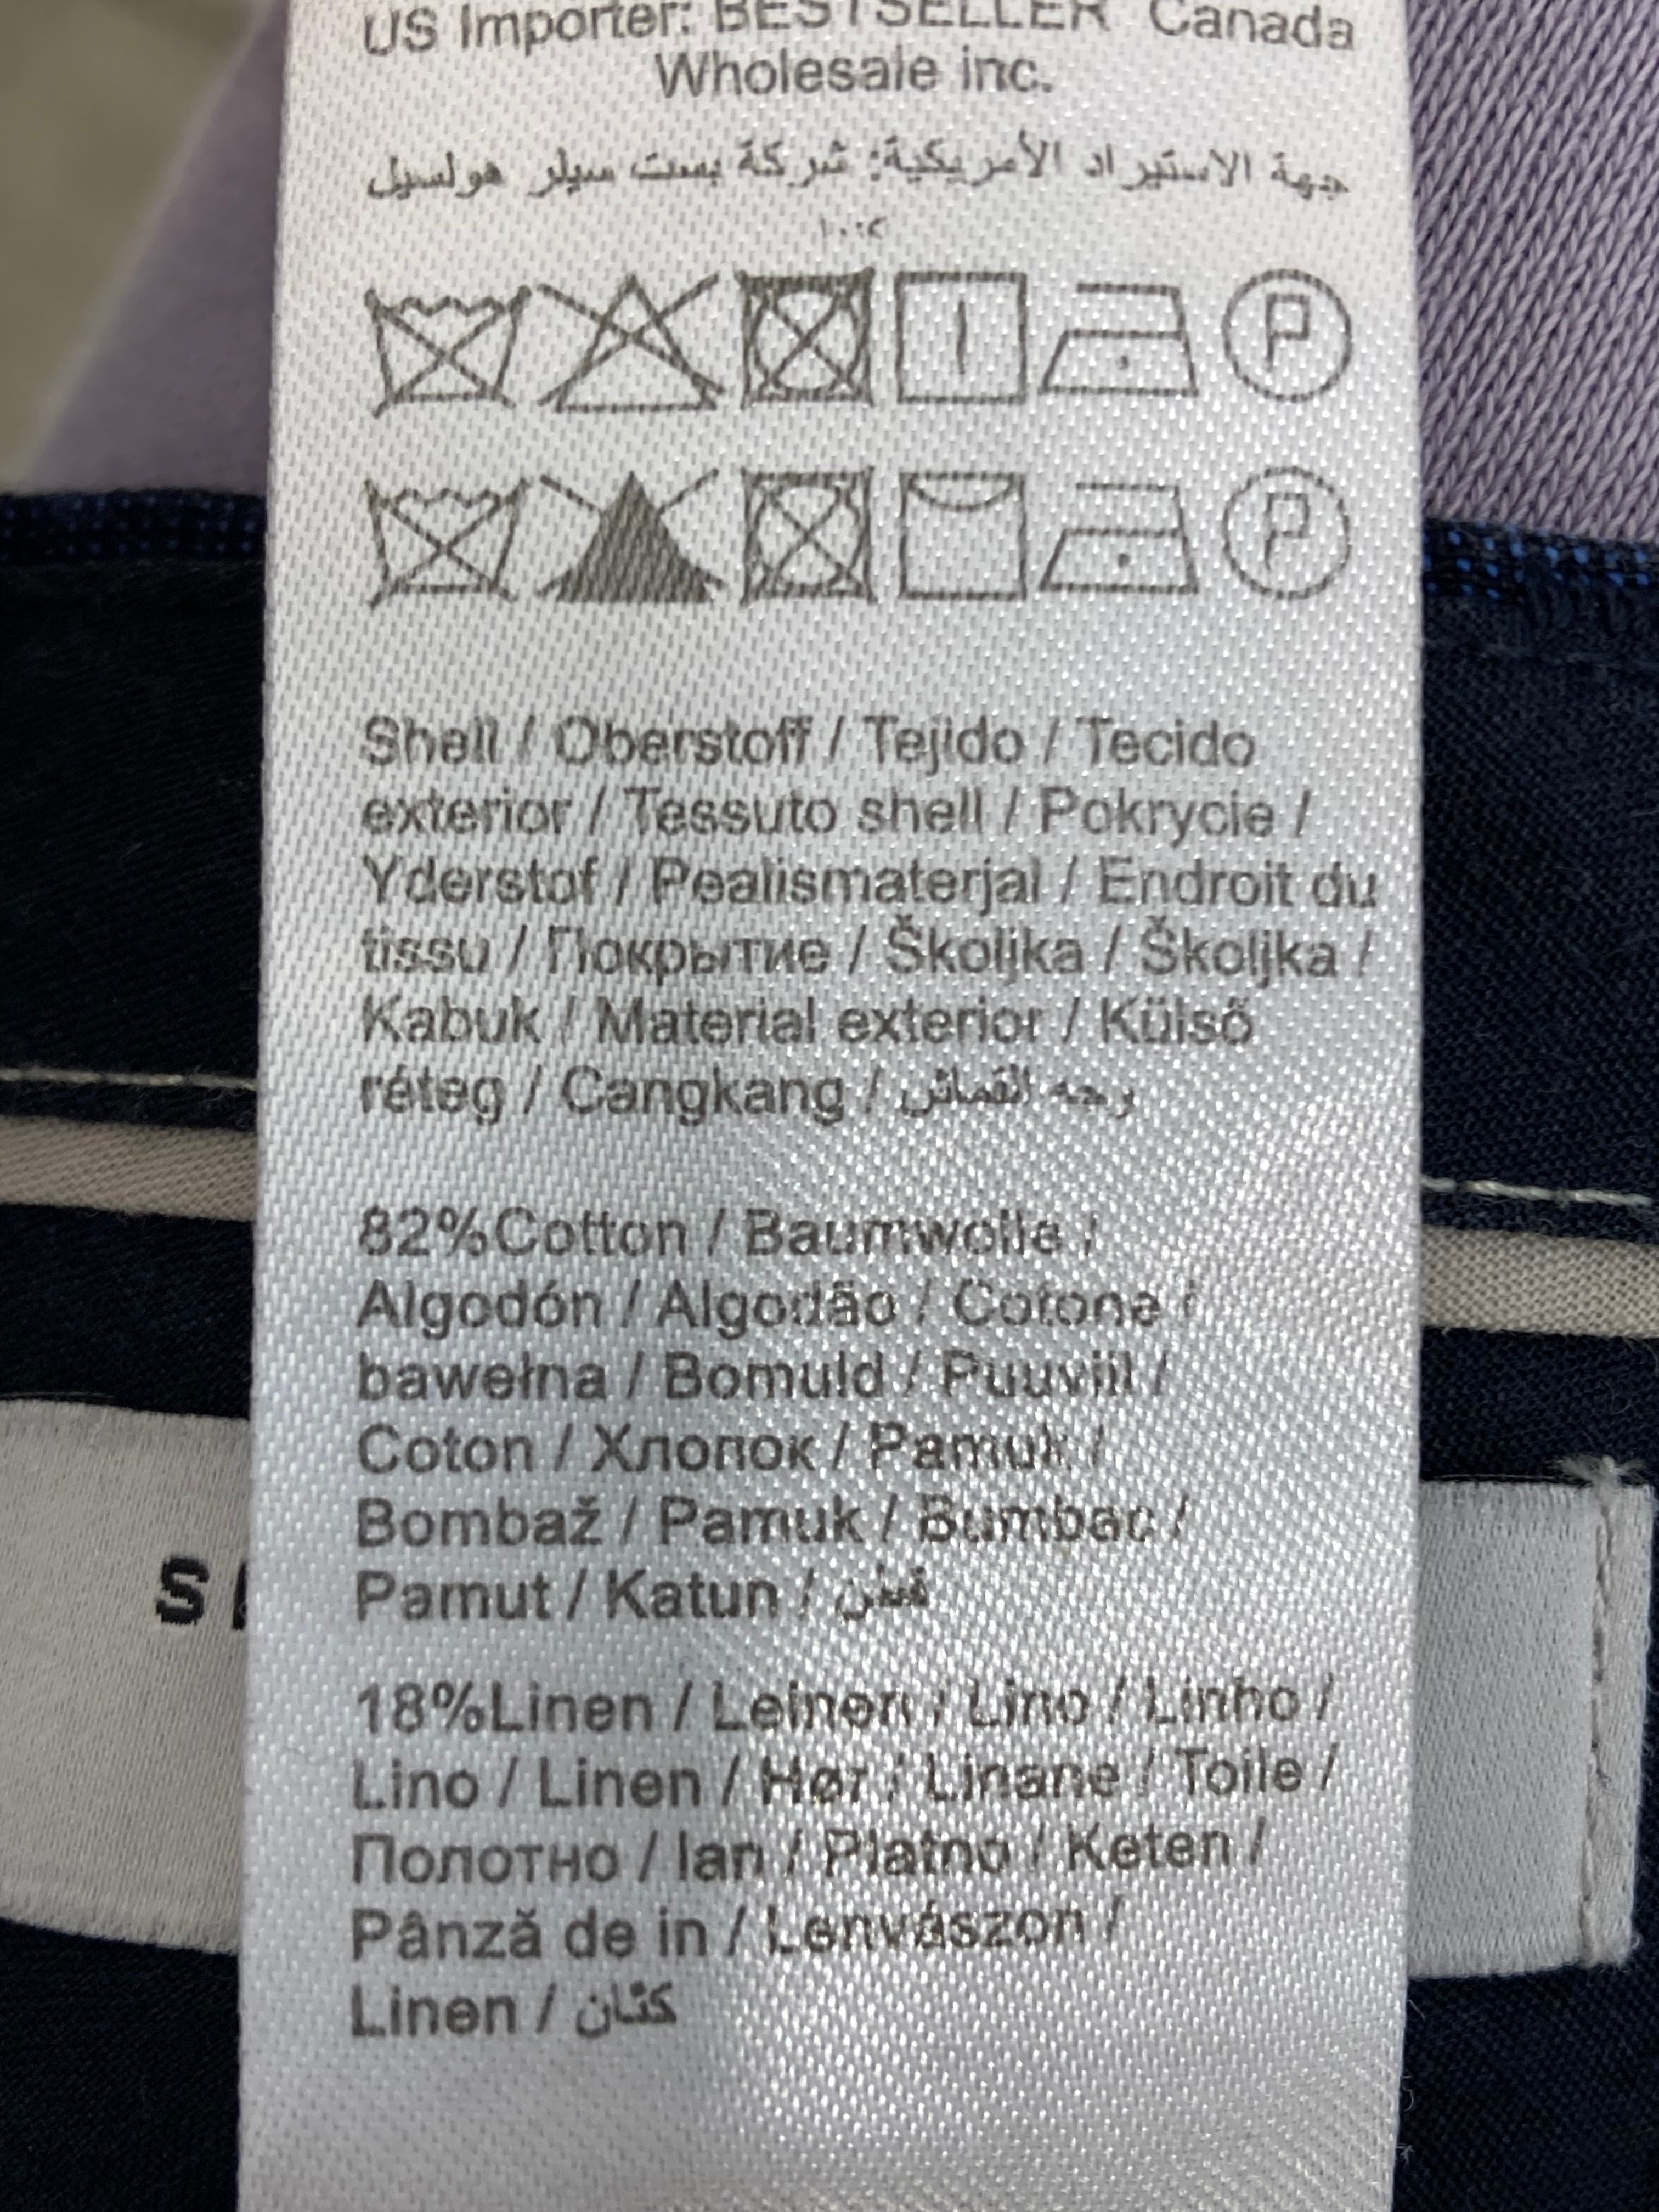 US Importer: BESTSELLER Canada
Wholesale inc.
جهة الاستيراد الأمريكية: شركة بست سيلر هولسيل
P
P
Shell / Oberstoff / Tejido / Tecido
exterior / Tessuto shell / Pokrycie /
Yderstof / Pealismaterjal / Endroit du
tissu / Покрытие / Školjka / Školjka /
Kabuk / Material exterior / Külső
réteg / Cangkang / وجه القماش
82%Cotton / Baumwolle /
Algodón / Algodão / Cotone /
bawełna / Bomuld / Puuvill /
Coton / Хлопок / Pamuk /
Bombaž / Pamuk / Bumbac /
Pamut / Katun / قطن
18%Linen / Leinen / Lino / Linho /
Lino / Linen / Hør / Linane / Toile /
Полотно / lan / Platno / Keten /
Pânză de in / Lenvászon /
Linen / كتان
S